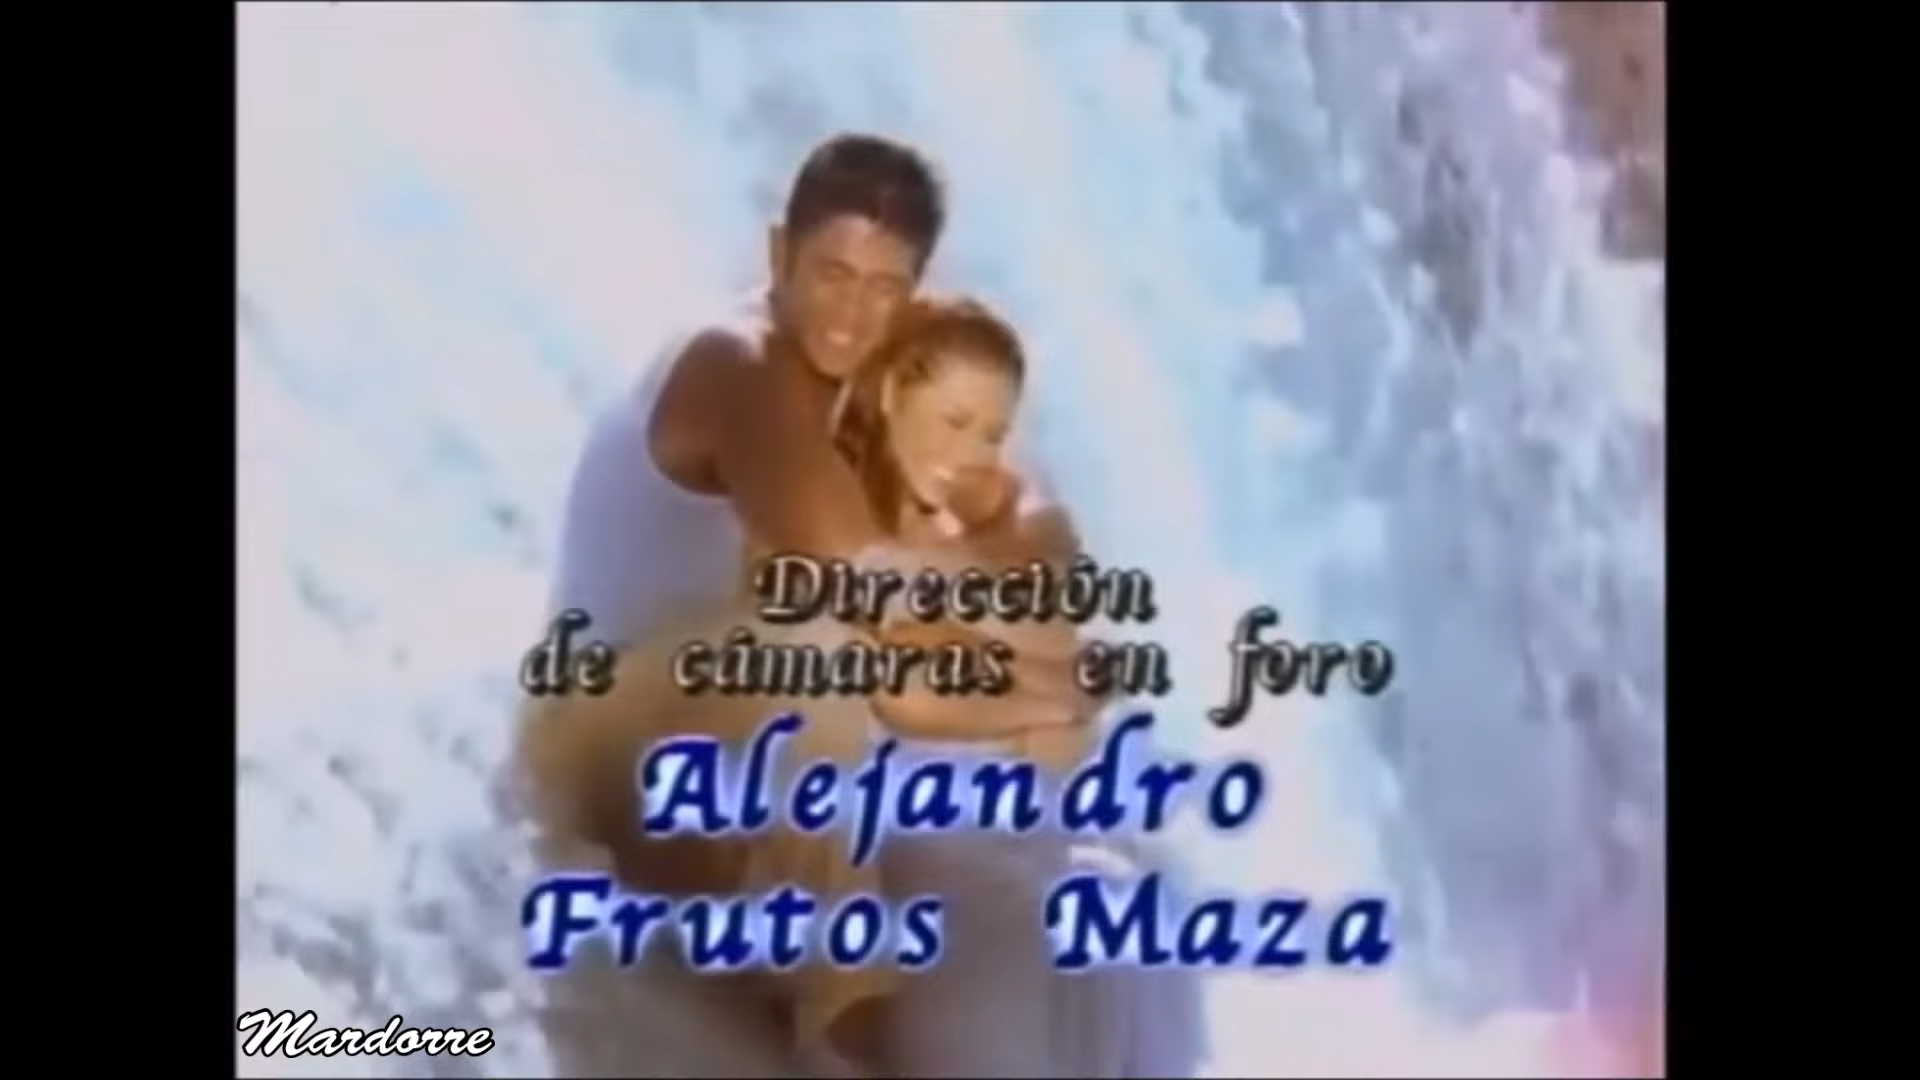 Dirección
de cámaras en foro
Alejandro
Frutos Maza
Mardorre